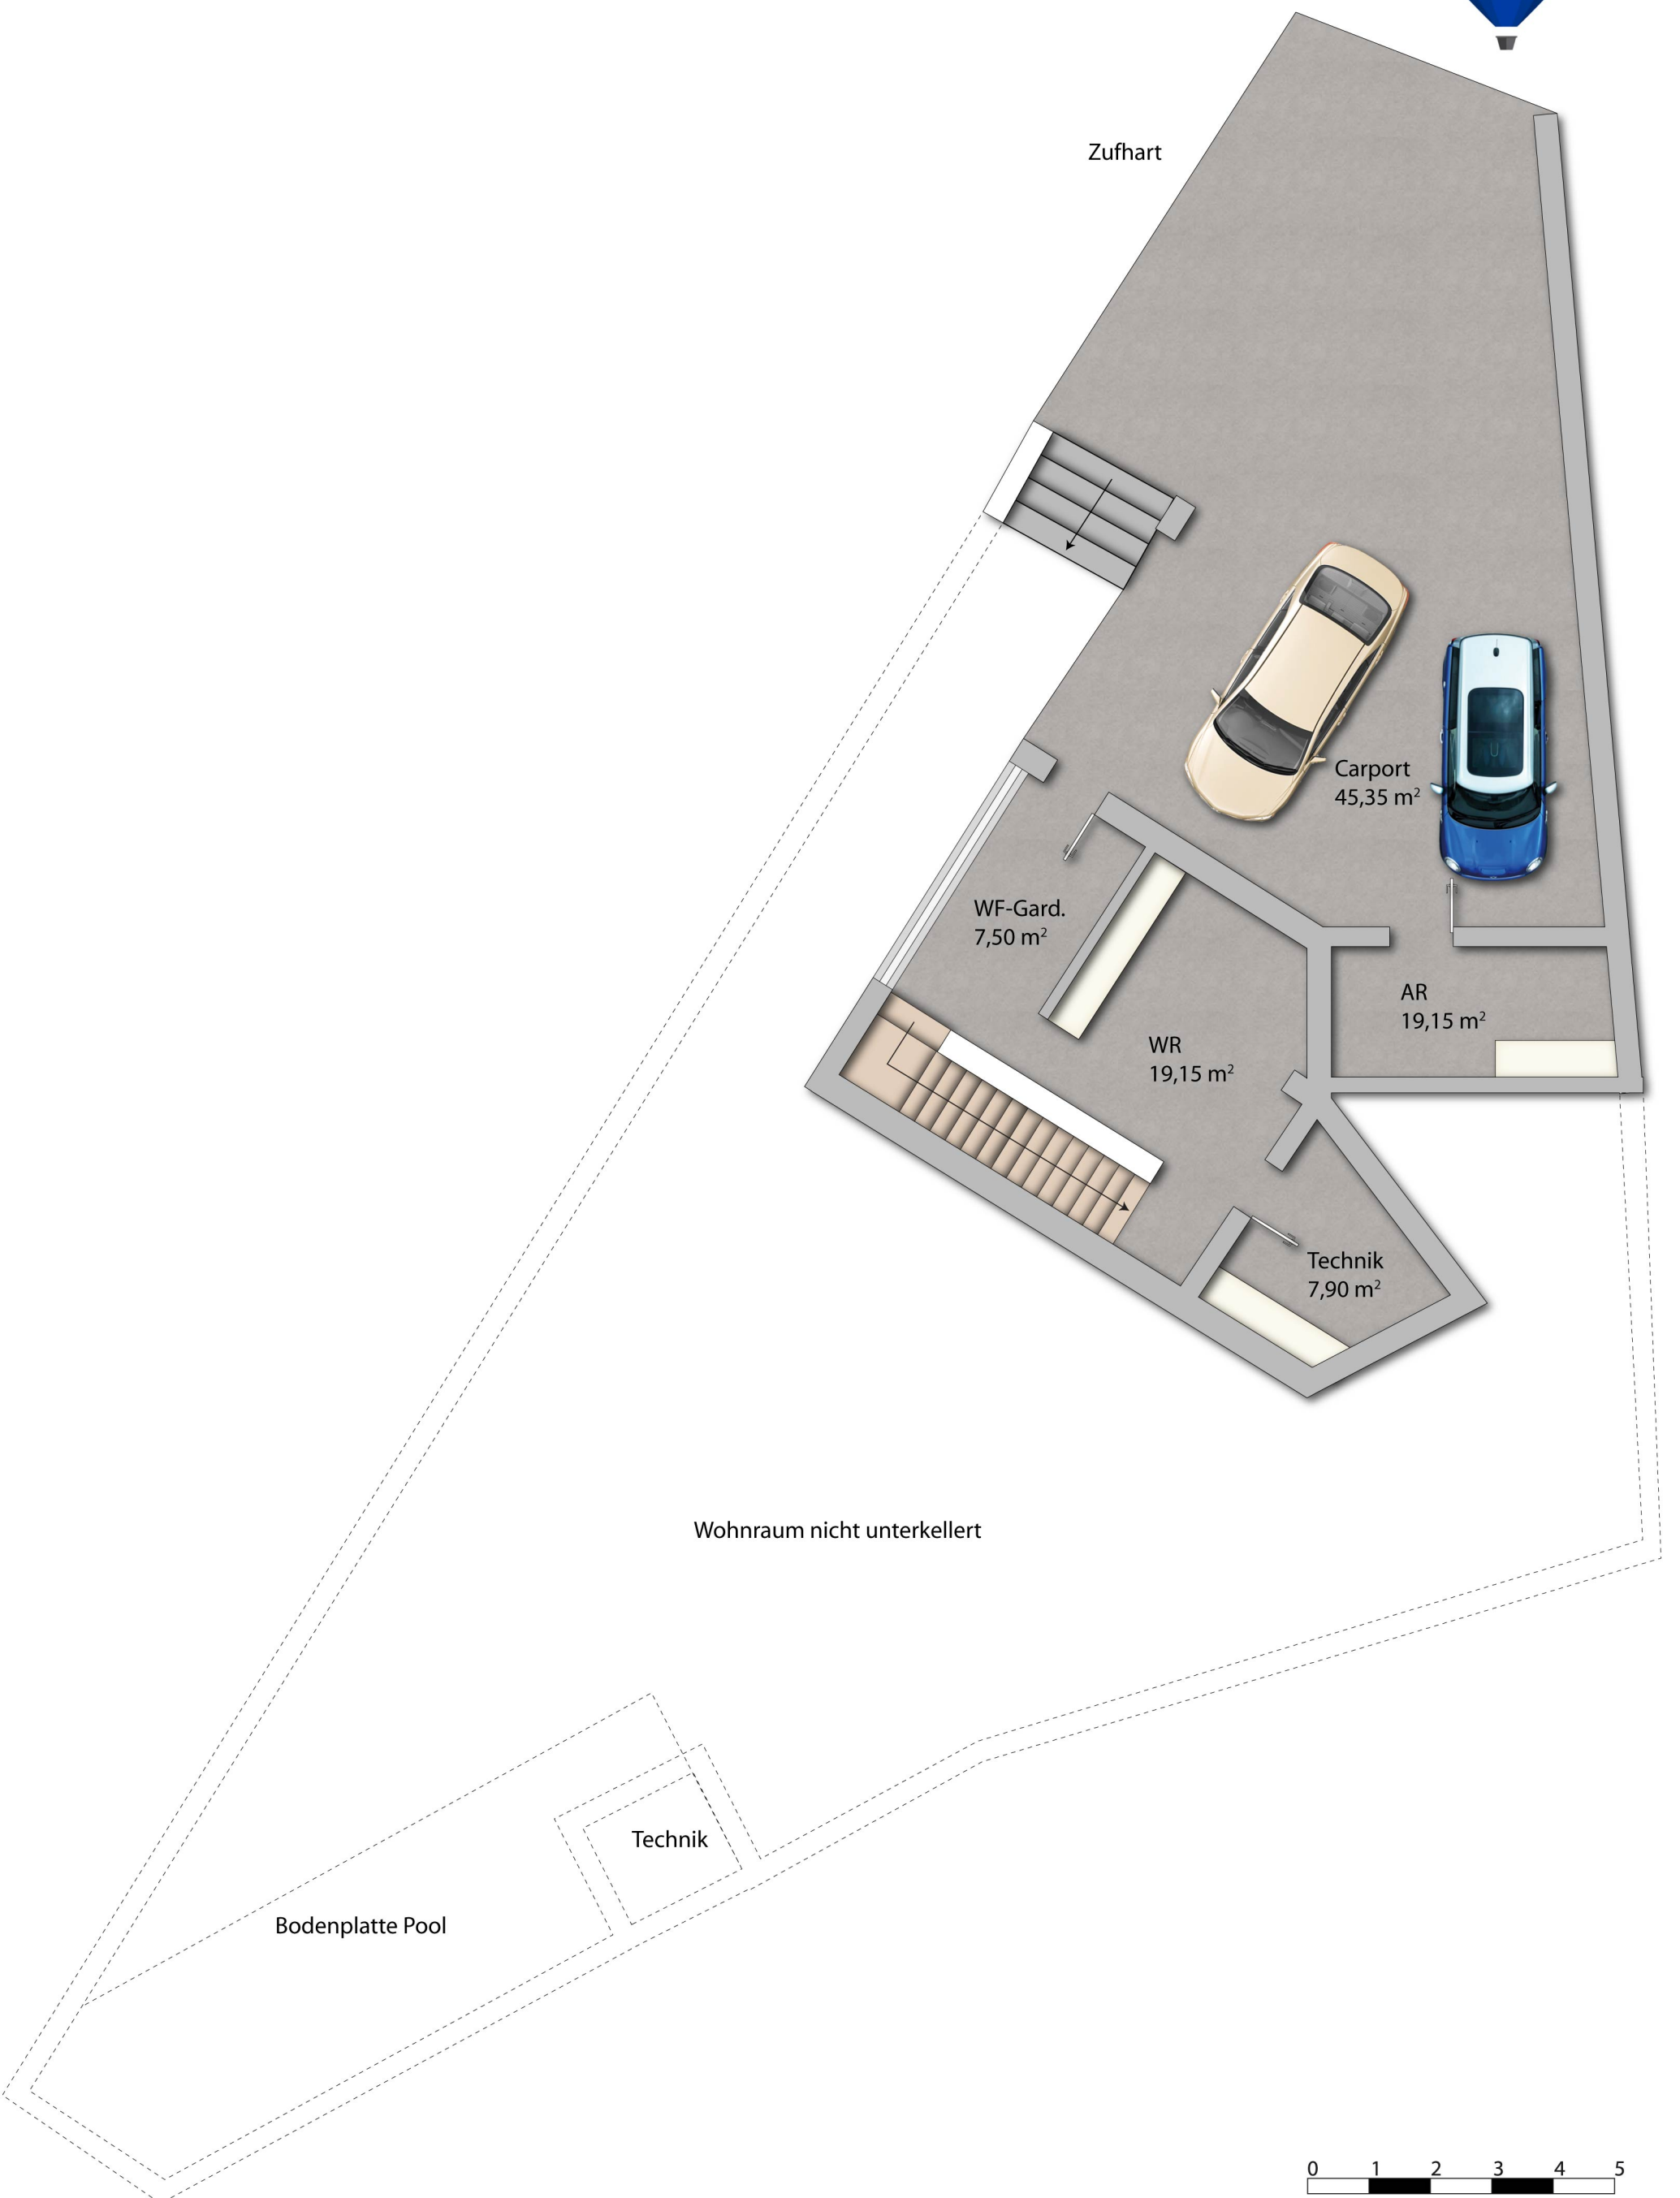 Zufhart
Carport
45,35 m²
WF-Gard.
7,50 m²
AR
19,15 m²
WR
19,15 m²
Technik
7,90 m²
Wohnraum nicht unterkellert
Technik
Bodenplatte Pool
0 1 2 3 4 5